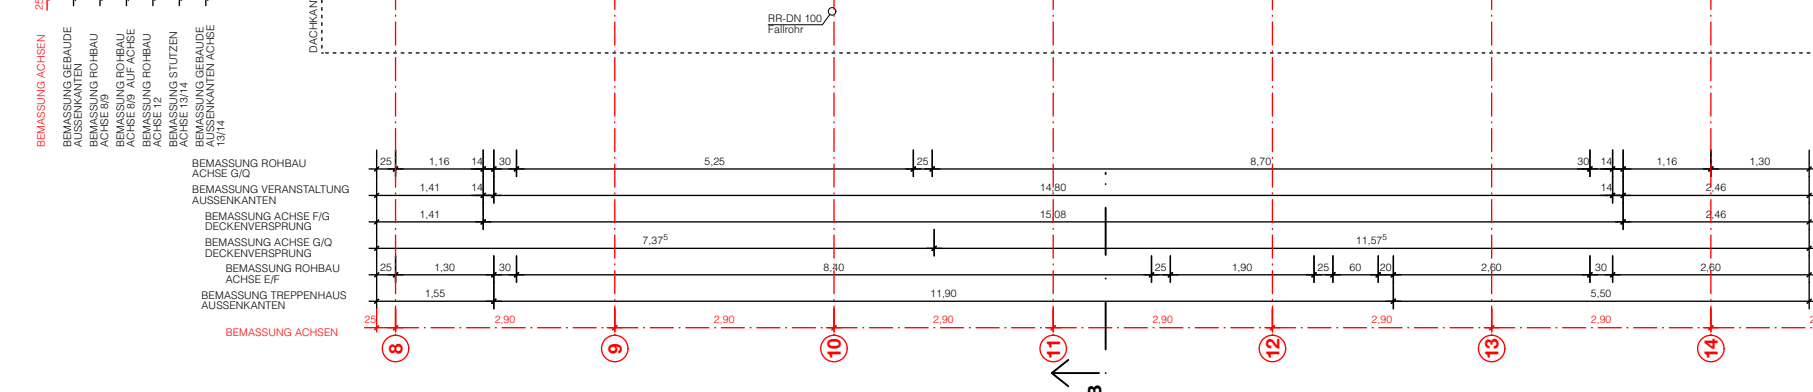 25
BEMASSUNG ACHSEN
BEMASSUNG GEBÄUDE
AUSSENKANTEN
BEMASSUNG ROHBAU
ACHSE 8/9
BEMASSUNG ROHBAU
ACHSE 8/9 AUF ACHSE
BEMASSUNG ROHBAU
ACHSE 12
BEMASSUNG STÜTZEN
ACHSE 13/14
BEMASSUNG GEBÄUDE
AUSSENKANTEN ACHSE
13/14
DACHKAN
RR-DN 100
Fallrohr
BEMASSUNG ROHBAU
ACHSE G/Q
25 1,16 14 30 5,25 25 8,70 30 14 1,16 1,30
BEMASSUNG VERANSTALTUNG
AUSSENKANTEN
1,41 14 14,80 14 2,46
BEMASSUNG ACHSE F/G
DECKENVERSPRUNG
1,41 15,08 2,46
BEMASSUNG ACHSE G/Q
DECKENVERSPRUNG
7,37⁵ 11,57⁵
BEMASSUNG ROHBAU
ACHSE E/F
25 1,30 30 8,40 25 1,90 25 60 20 2,60 30 2,60
BEMASSUNG TREPPENHAUS
AUSSENKANTEN
1,55 11,90 5,50
BEMASSUNG ACHSEN
25 2,90 2,90 2,90 2,90 2,90 2,90
8 9 10 11 12 13 14